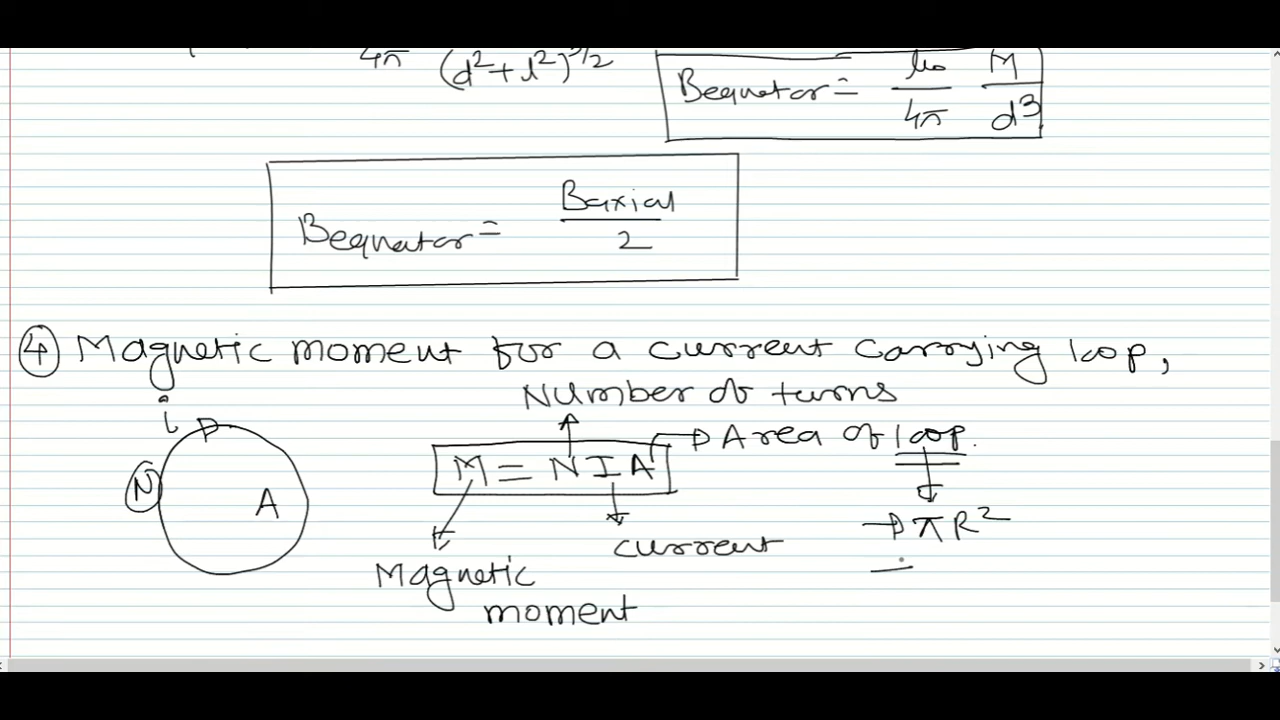 4π (d²+l²)^3/2
Bequator = μ₀/4π M/d³
Bequator = Baxial/2
④ Magnetic moment for a current carrying loop,
Number of turns
i
M = NIA
Area of loop.
N
A
→ πR²
current
Magnetic
moment